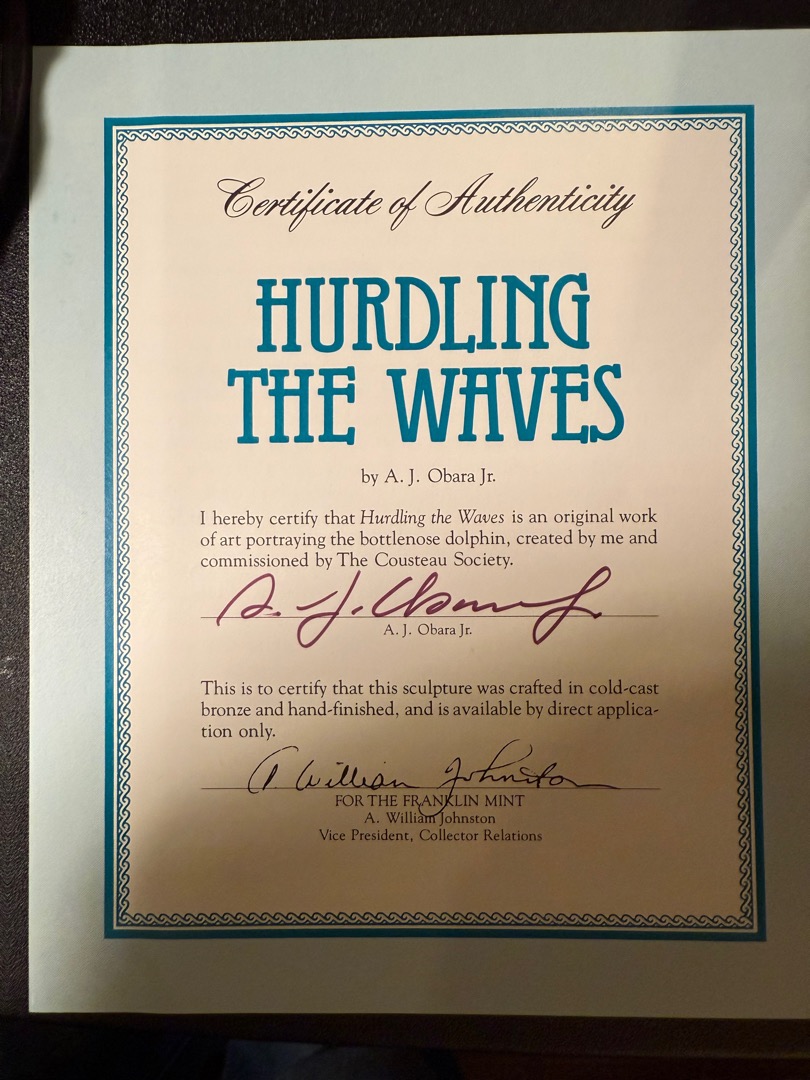 Certificate of Authenticity
HURDLING
THE WAVES
by A. J. Obara Jr.
I hereby certify that Hurdling the Waves is an original work
of art portraying the bottlenose dolphin, created by me and
commissioned by The Cousteau Society.
A. J. Obara Jr.
A. J. Obara Jr.
This is to certify that this sculpture was crafted in cold-cast
bronze and hand-finished, and is available by direct applica-
tion only.
A. William Johnston
FOR THE FRANKLIN MINT
A. William Johnston
Vice President, Collector Relations